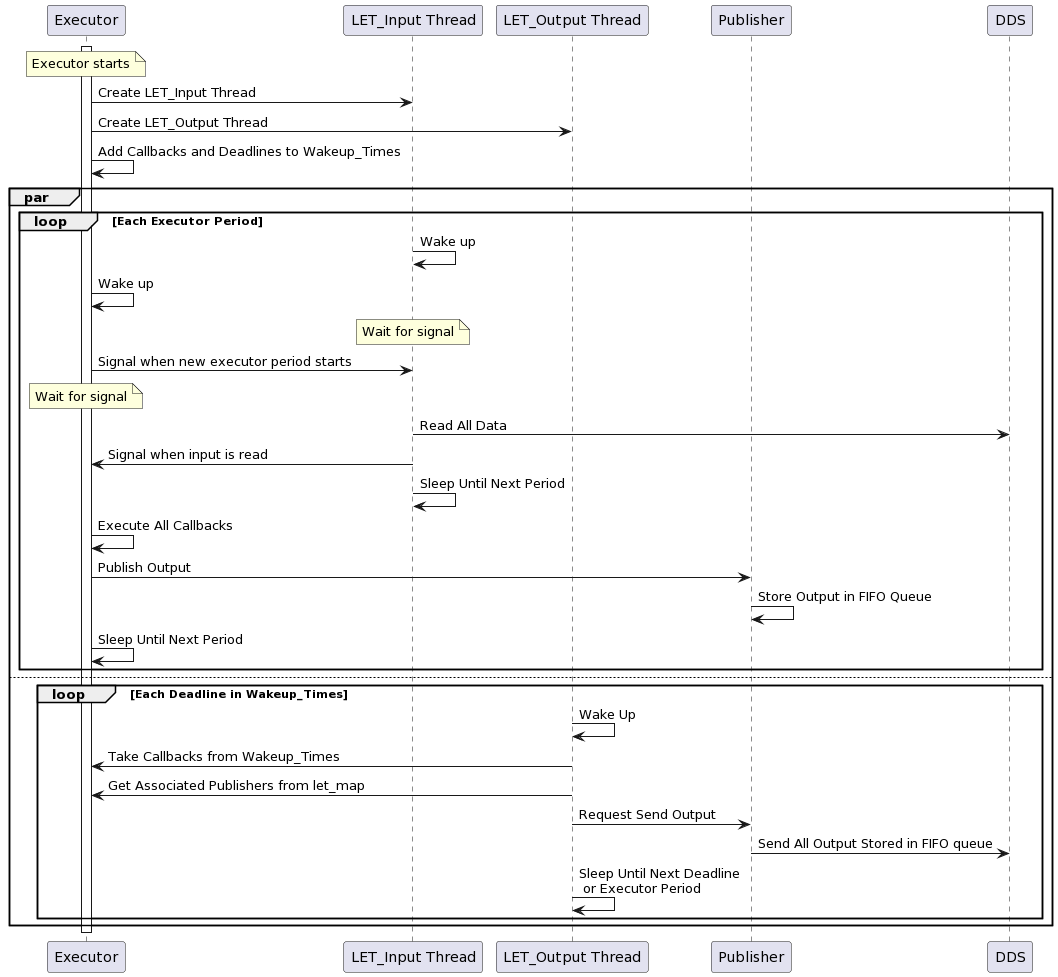 Executor
LET_Input Thread
LET_Output Thread
Publisher
DDS
Executor starts
Create LET_Input Thread
Create LET_Output Thread
Add Callbacks and Deadlines to Wakeup_Times
par
loop
[Each Executor Period]
Wake up
Wake up
Wait for signal
Signal when new executor period starts
Wait for signal
Read All Data
Signal when input is read
Sleep Until Next Period
Execute All Callbacks
Publish Output
Store Output in FIFO Queue
Sleep Until Next Period
loop
[Each Deadline in Wakeup_Times]
Wake Up
Take Callbacks from Wakeup_Times
Get Associated Publishers from let_map
Request Send Output
Send All Output Stored in FIFO queue
Sleep Until Next Deadline
or Executor Period
Executor
LET_Input Thread
LET_Output Thread
Publisher
DDS